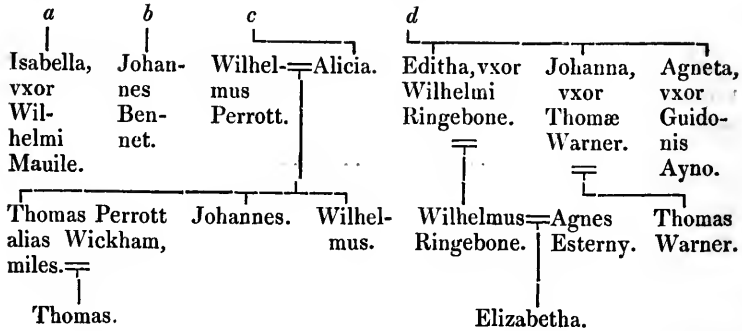 a b c d
Isabella, Johan- Wilhel- Alicia. Editha, vxor Johanna, Agneta,
vxor nes mus Wilhelmi vxor vxor
Wil- Ben- Perrott. Ringebone. Thomæ Guido-
helmi net. Warner. nis
Mauile. Ayno.
Thomas Perrott Johannes. Wilhel- Wilhelmus Agnes Thomas
alias Wickham, mus. Ringebone. Esterny. Warner.
miles.
Thomas. Elizabetha.